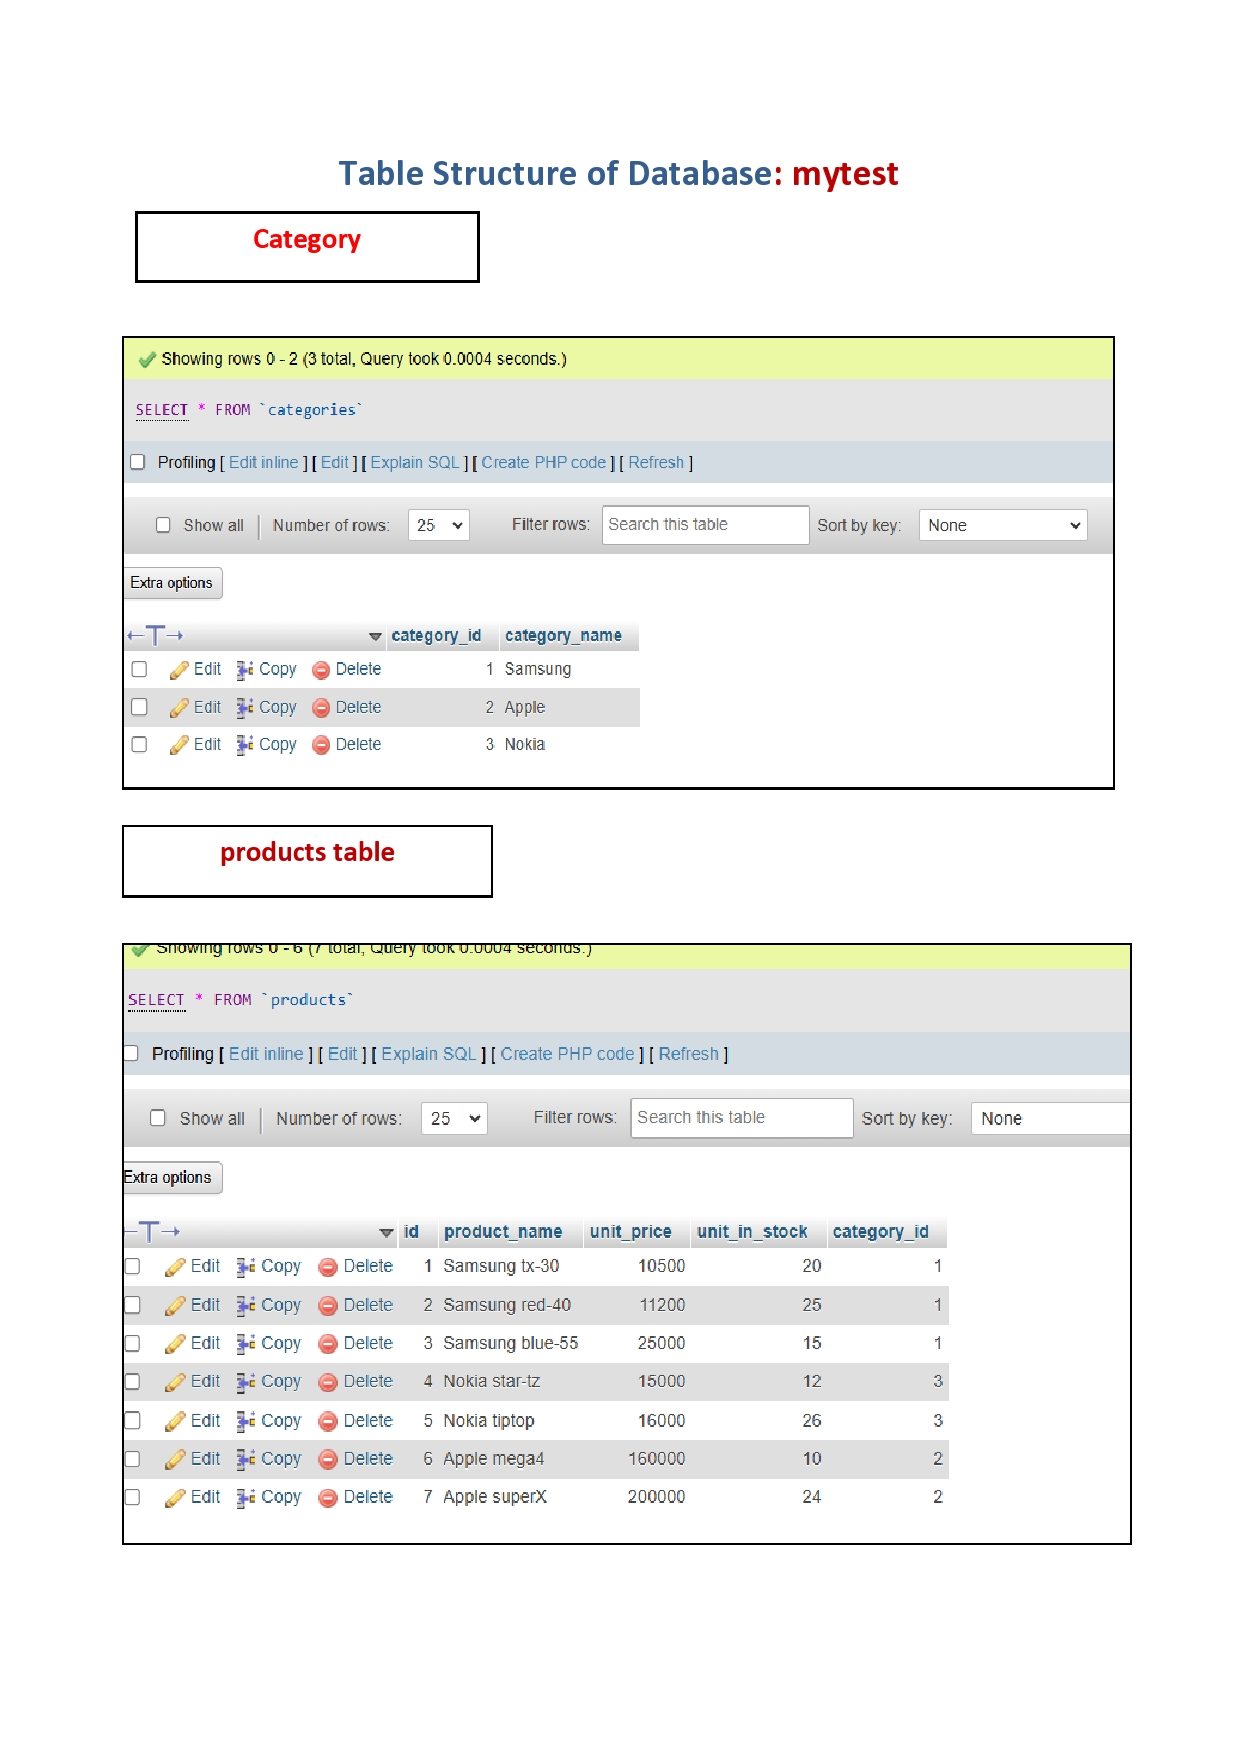 Table Structure of Database: mytest
Category
Showing rows 0 - 2 (3 total, Query took 0.0004 seconds.)
SELECT * FROM `categories`
Profiling [ Edit inline ] [ Edit ] [ Explain SQL ] [ Create PHP code ] [ Refresh ]
Show all Number of rows: 25 Filter rows: Search this table Sort by key: None
Extra options
category_id category_name
Edit Copy Delete 1 Samsung
Edit Copy Delete 2 Apple
Edit Copy Delete 3 Nokia
products table
Showing rows 0 - 6 (7 total, Query took 0.0004 seconds.)
SELECT * FROM `products`
Profiling [ Edit inline ] [ Edit ] [ Explain SQL ] [ Create PHP code ] [ Refresh ]
Show all Number of rows: 25 Filter rows: Search this table Sort by key: None
Extra options
id product_name unit_price unit_in_stock category_id
Edit Copy Delete 1 Samsung tx-30 10500 20 1
Edit Copy Delete 2 Samsung red-40 11200 25 1
Edit Copy Delete 3 Samsung blue-55 25000 15 1
Edit Copy Delete 4 Nokia star-tz 15000 12 3
Edit Copy Delete 5 Nokia tiptop 16000 26 3
Edit Copy Delete 6 Apple mega4 160000 10 2
Edit Copy Delete 7 Apple superX 200000 24 2